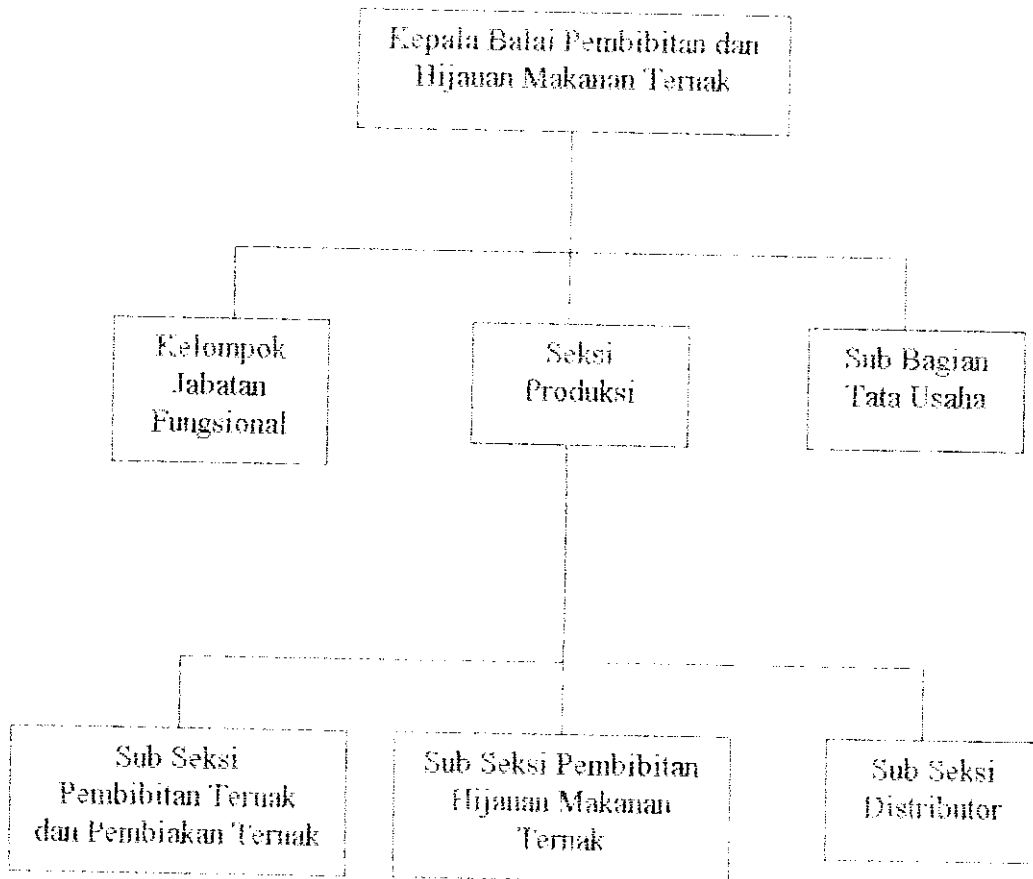 Kepala Balai Pembibitan dan
Hijauan Makanan Ternak
Kelompok
Jabatan
Fungsional
Seksi
Produksi
Sub Bagian
Tata Usaha
Sub Seksi
Pembibitan Ternak
dan Pembiakan Ternak
Sub Seksi Pembibitan
Hijauan Makanan
Ternak
Sub Seksi
Distributor